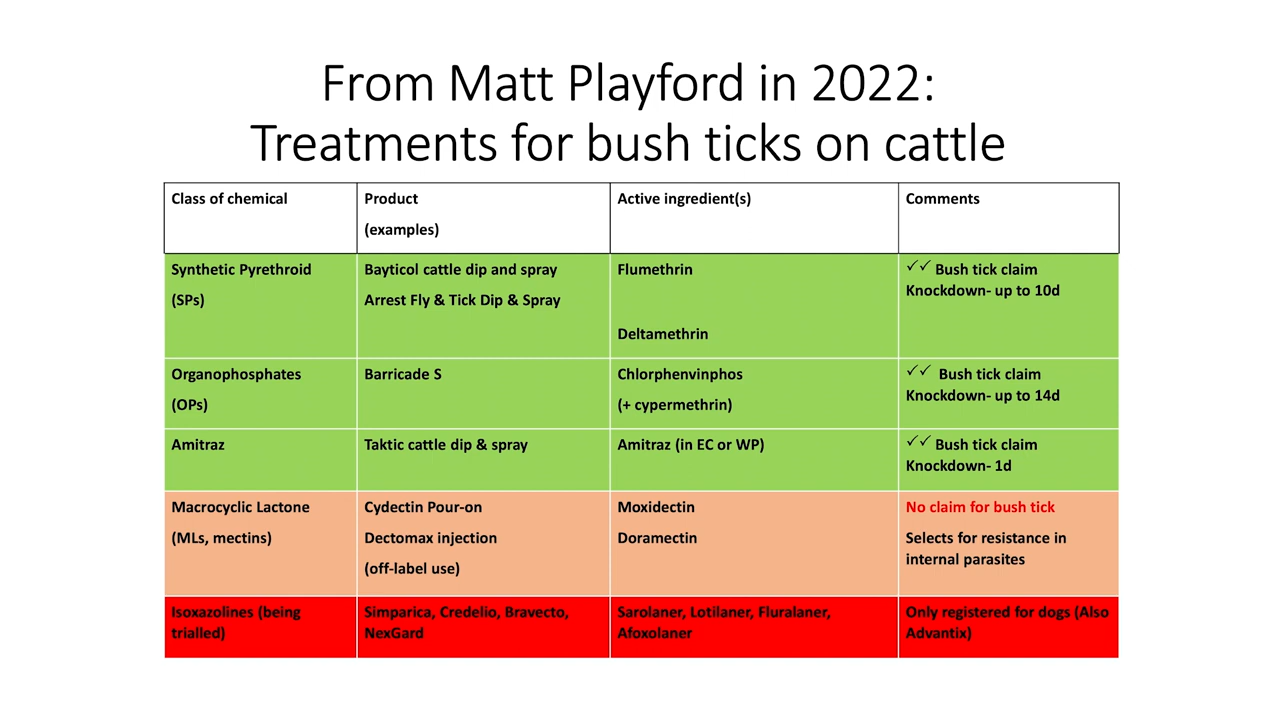 From Matt Playford in 2022:
Treatments for bush ticks on cattle
Class of chemical
Product
(examples)
Active ingredient(s)
Comments
Synthetic Pyrethroid
(SPs)
Bayticol cattle dip and spray
Arrest Fly & Tick Dip & Spray
Flumethrin
Deltamethrin
✓✓ Bush tick claim
Knockdown- up to 10d
Organophosphates
(OPs)
Barricade S
Chlorphenvinphos
(+ cypermethrin)
✓✓ Bush tick claim
Knockdown- up to 14d
Amitraz
Taktic cattle dip & spray
Amitraz (in EC or WP)
✓✓ Bush tick claim
Knockdown- 1d
Macrocyclic Lactone
(MLs, mectins)
Cydectin Pour-on
Dectomax injection
(off-label use)
Moxidectin
Doramectin
No claim for bush tick
Selects for resistance in
internal parasites
Isoxazolines (being
trialled)
Simparica, Credelio, Bravecto,
NexGard
Sarolaner, Lotilaner, Fluralaner,
Afoxolaner
Only registered for dogs (Also
Advantix)